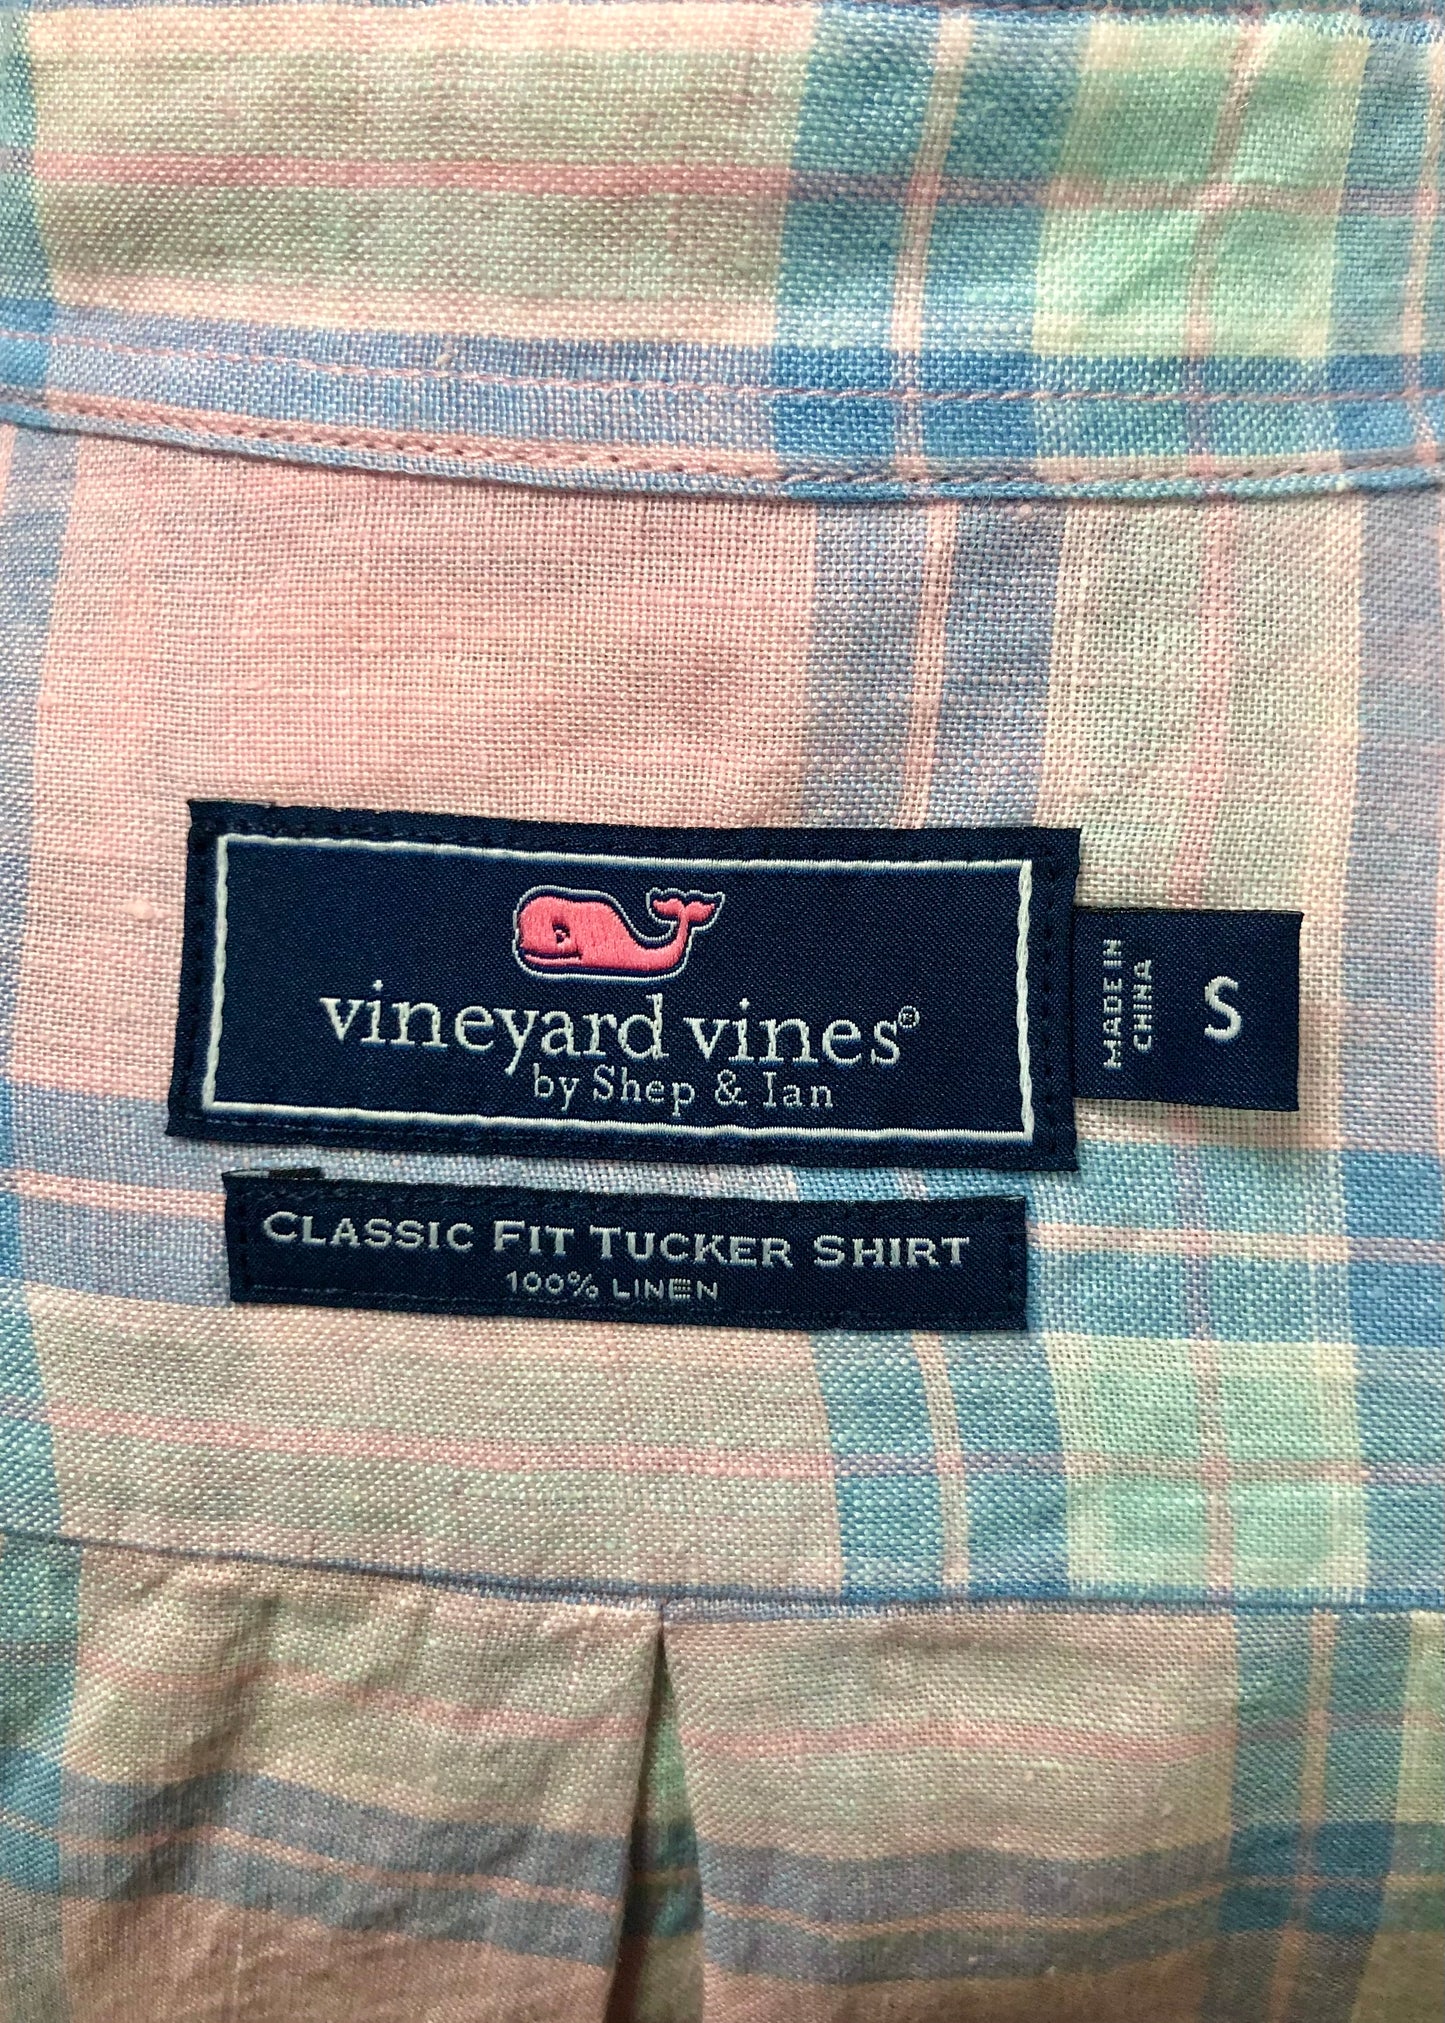 vineyard vines®
by Shep & Ian
MADE IN
CHINA
S
CLASSIC FIT TUCKER SHIRT
100% LINEN